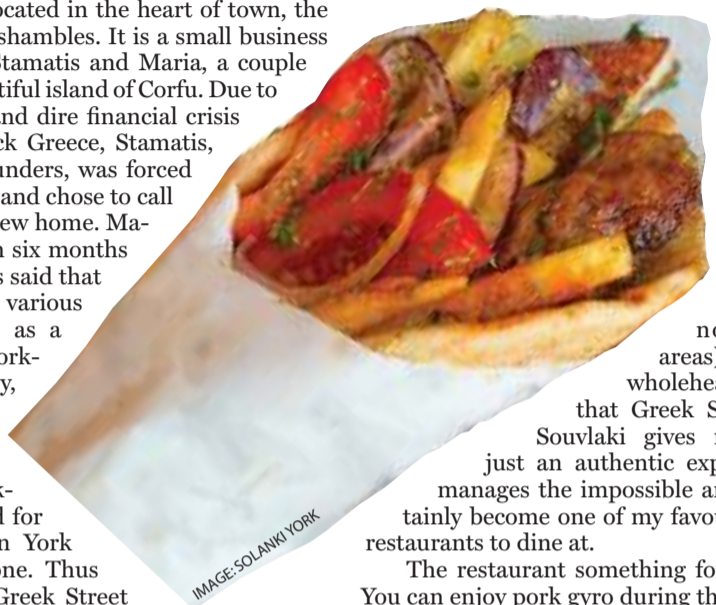 ocated in the heart of town, the
shambles. It is a small business
Stamatis and Maria, a couple
tiful island of Corfu. Due to
and dire financial crisis
ck Greece, Stamatis,
unders, was forced
and chose to call
ew home. Ma-
n six months
s said that
various
as a
ork-
y,
k-
d for
n York
one. Thus
Greek Street
IMAGE: SOLANKI YORK
no
areas)
wholehea
that Greek S
Souvlaki gives
just an authentic exp
manages the impossible an
tainly become one of my favou
restaurants to dine at.
The restaurant something fo
You can enjoy pork gyro during th